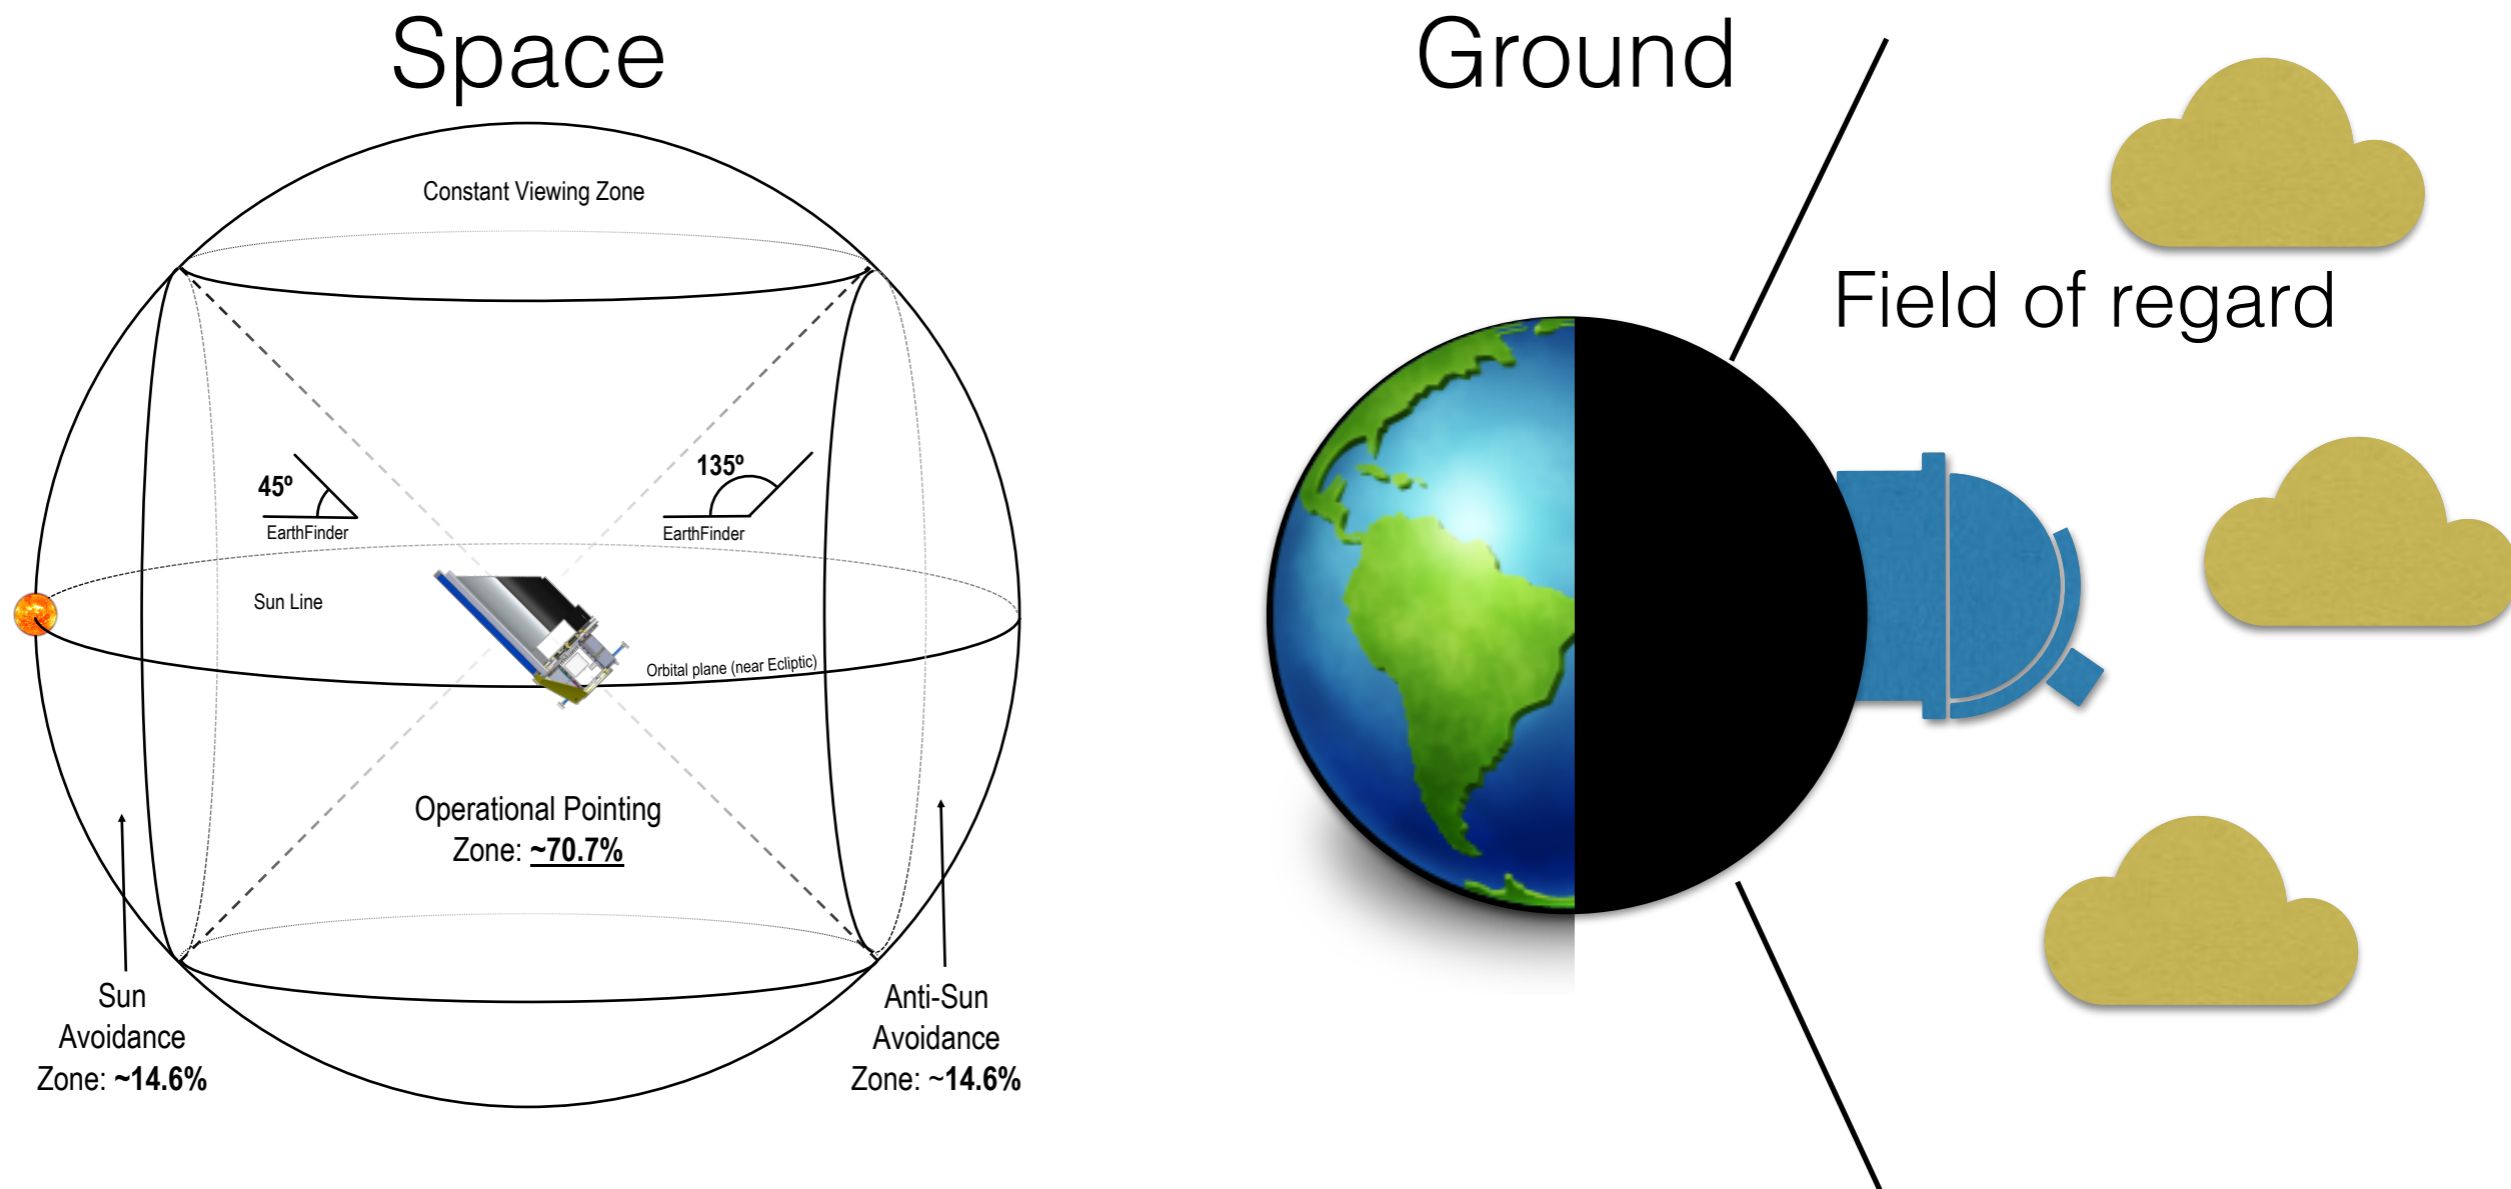 Space
Constant Viewing Zone
45º
EarthFinder
135º
EarthFinder
Sun Line
Orbital plane (near Ecliptic)
Operational Pointing
Zone: ~70.7%
Sun
Avoidance
Zone: ~14.6%
Anti-Sun
Avoidance
Zone: ~14.6%
Ground
Field of regard